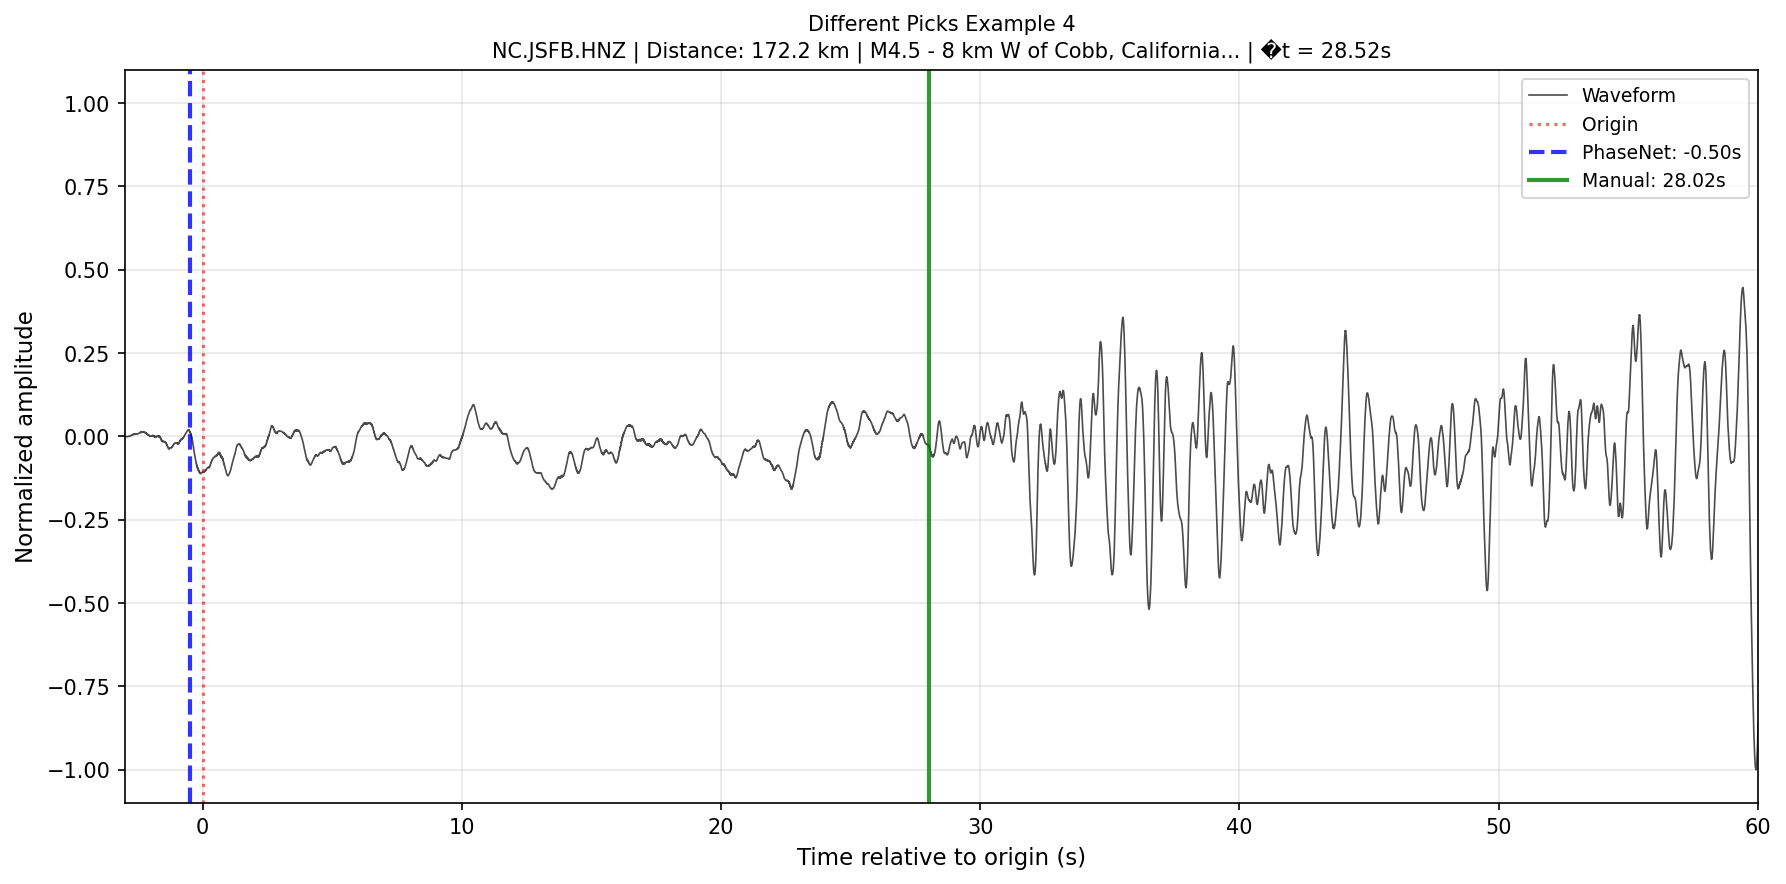 Different Picks Example 4
NC.JSFB.HNZ | Distance: 172.2 km | M4.5 - 8 km W of Cobb, California... | �t = 28.52s
Waveform
Origin
PhaseNet: -0.50s
Manual: 28.02s
Normalized amplitude
1.00
0.75
0.50
0.25
0.00
−0.25
−0.50
−0.75
−1.00
0
10
20
30
40
50
60
Time relative to origin (s)